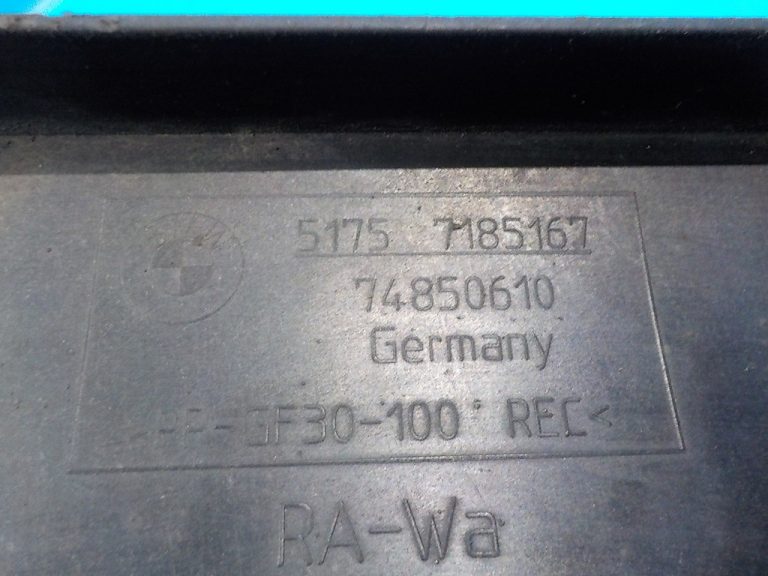 5175 7185167
74850610
Germany
GF30-100 REC<
RA-Wa